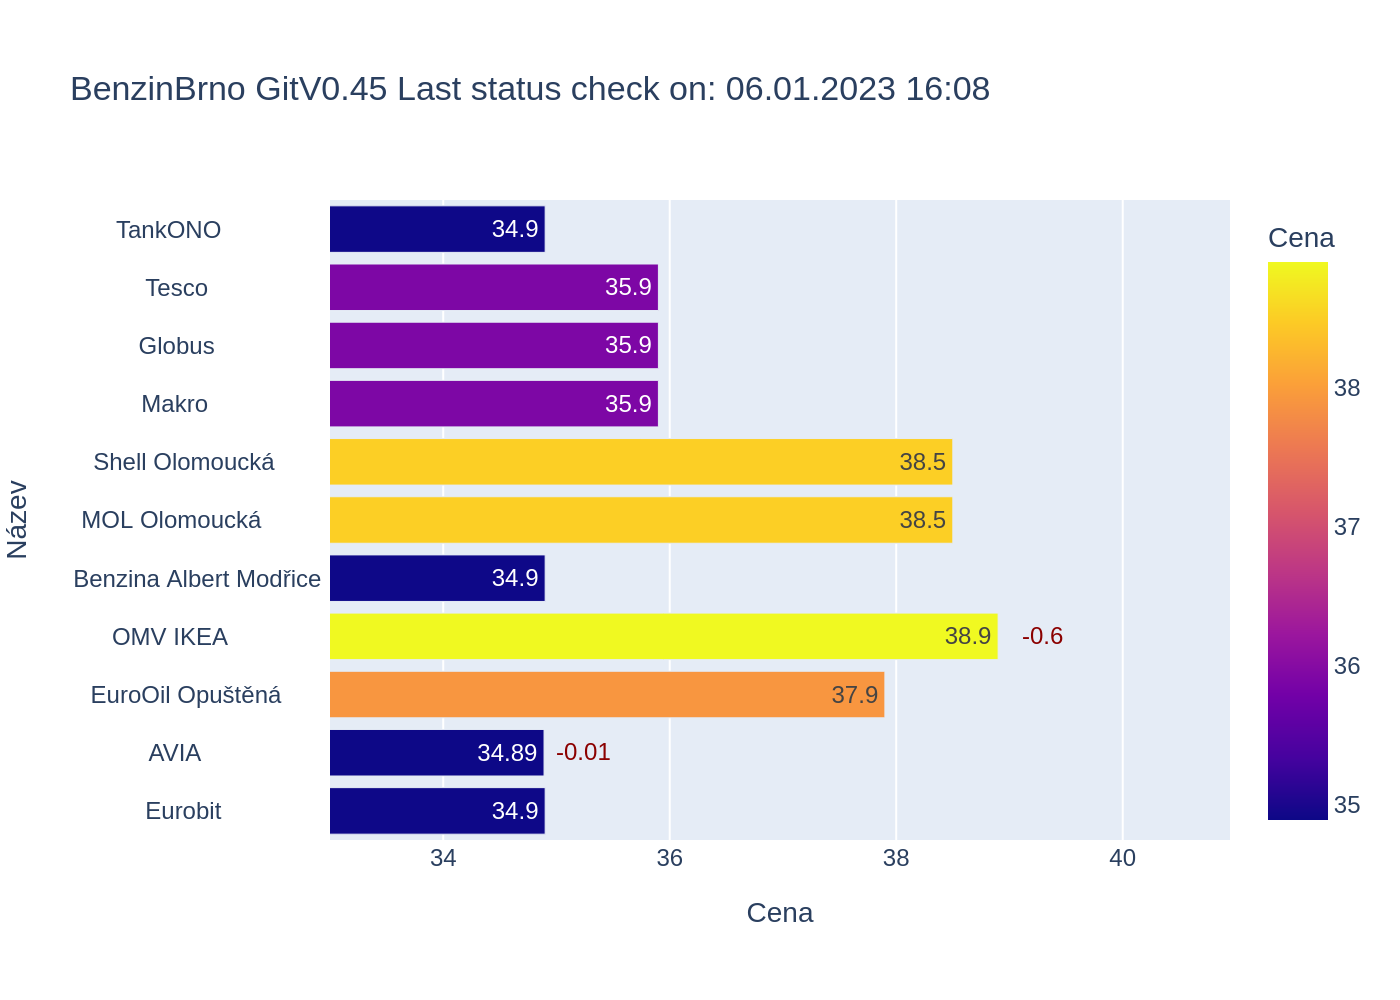 BenzinBrno GitV0.45 Last status check on: 06.01.2023 16:08
Cena
TankONO 34.9
Tesco 35.9
Globus 35.9
Makro 35.9
Shell Olomoucká 38.5
MOL Olomoucká 38.5
Benzina Albert Modřice 34.9
OMV IKEA 38.9 -0.6
EuroOil Opuštěná 37.9
AVIA 34.89 -0.01
Eurobit 34.9
Název
38
37
36
35
34 36 38 40
Cena